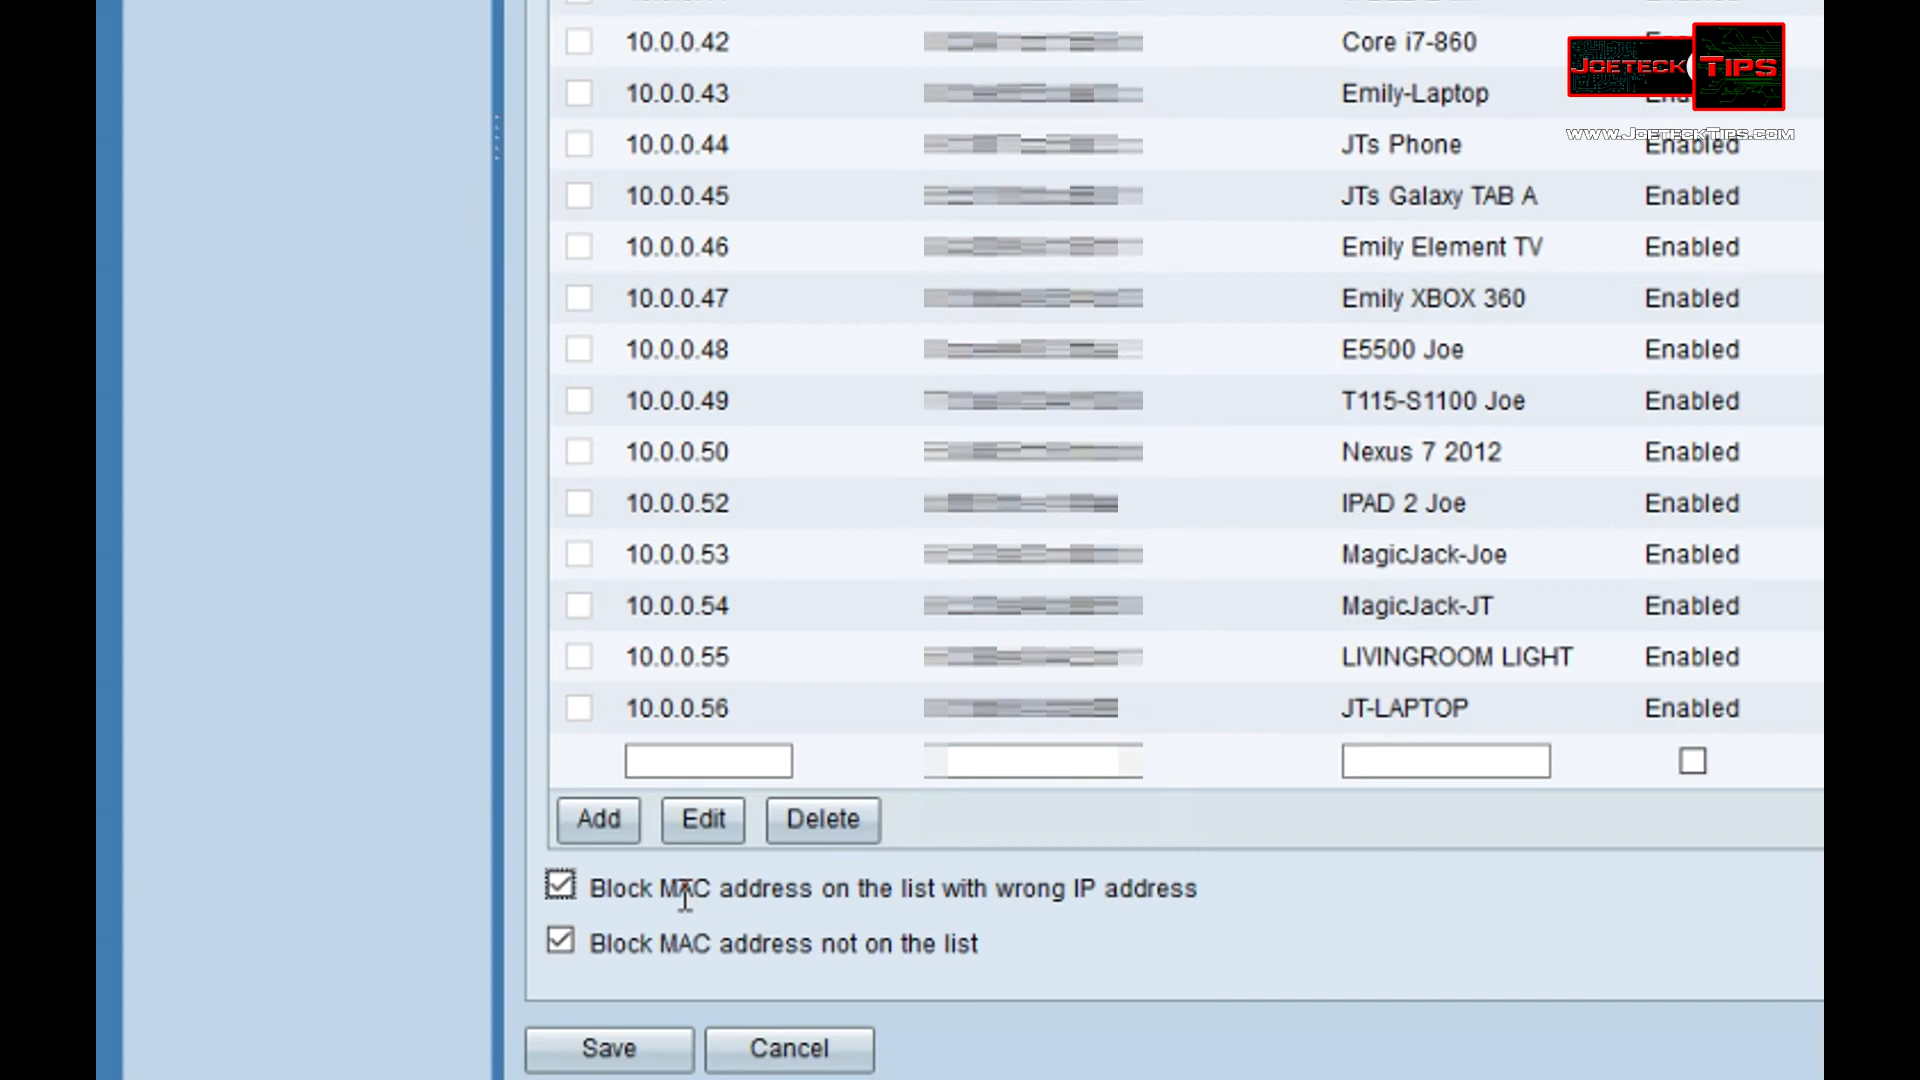 10.0.0.42 Core i7-860
10.0.0.43 Emily-Laptop
10.0.0.44 JTs Phone Enabled
10.0.0.45 JTs Galaxy TAB A Enabled
10.0.0.46 Emily Element TV Enabled
10.0.0.47 Emily XBOX 360 Enabled
10.0.0.48 E5500 Joe Enabled
10.0.0.49 T115-S1100 Joe Enabled
10.0.0.50 Nexus 7 2012 Enabled
10.0.0.52 IPAD 2 Joe Enabled
10.0.0.53 MagicJack-Joe Enabled
10.0.0.54 MagicJack-JT Enabled
10.0.0.55 LIVINGROOM LIGHT Enabled
10.0.0.56 JT-LAPTOP Enabled
Add Edit Delete
Block MAC address on the list with wrong IP address
Block MAC address not on the list
Save Cancel
JOETECK TIPS
www.JoeteckTips.com